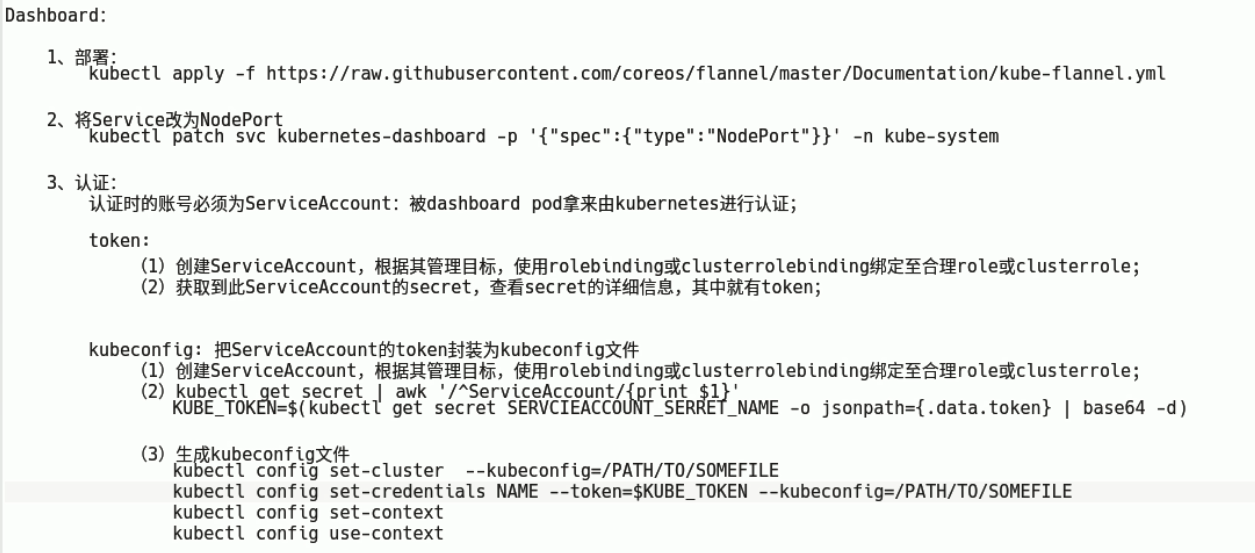 Dashboard:
1、部署:
kubectl apply -f https://raw.githubusercontent.com/coreos/flannel/master/Documentation/kube-flannel.yml
2、将Service改为NodePort
kubectl patch svc kubernetes-dashboard -p '{"spec":{"type":"NodePort"}}' -n kube-system
3、认证:
认证时的账号必须为ServiceAccount: 被dashboard pod拿来由kubernetes进行认证;
token:
(1) 创建ServiceAccount, 根据其管理目标, 使用rolebinding或clusterrolebinding绑定至合理role或clusterrole;
(2) 获取到此ServiceAccount的secret, 查看secret的详细信息, 其中就有token;
kubeconfig: 把ServiceAccount的token封装为kubeconfig文件
(1) 创建ServiceAccount, 根据其管理目标, 使用rolebinding或clusterrolebinding绑定至合理role或clusterrole;
(2) kubectl get secret | awk '/^ServiceAccount/{print $1}'
KUBE_TOKEN=$(kubectl get secret SERVCIEACCOUNT_SERRET_NAME -o jsonpath={.data.token} | base64 -d)
(3) 生成kubeconfig文件
kubectl config set-cluster  --kubeconfig=/PATH/TO/SOMEFILE
kubectl config set-credentials NAME --token=$KUBE_TOKEN --kubeconfig=/PATH/TO/SOMEFILE
kubectl config set-context
kubectl config use-context